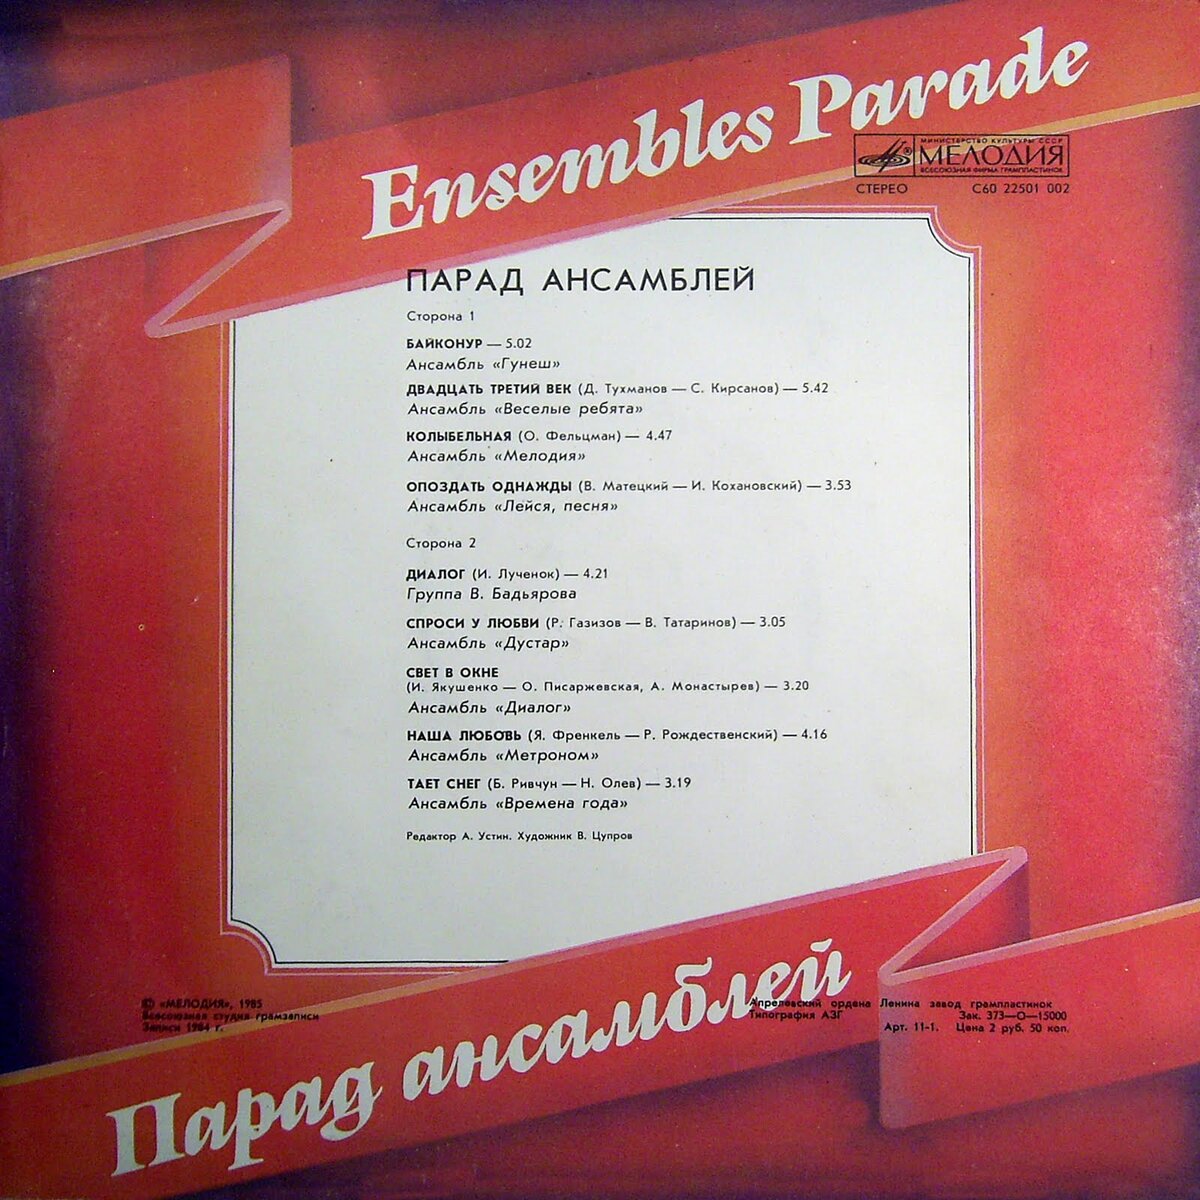 Ensembles Parade
МИНИСТЕРСТВО КУЛЬТУРЫ СССР
МЕЛОДИЯ
ВСЕСОЮЗНАЯ ФИРМА ГРАМПЛАСТИНОК
СТЕРЕО С60 22501 002
ПАРАД АНСАМБЛЕЙ
Сторона 1
БАЙКОНУР — 5.02
Ансамбль «Гунеш»
ДВАДЦАТЬ ТРЕТИЙ ВЕК (Д. Тухманов — С. Кирсанов) — 5.42
Ансамбль «Веселые ребята»
КОЛЫБЕЛЬНАЯ (О. Фельцман) — 4.47
Ансамбль «Мелодия»
ОПОЗДАТЬ ОДНАЖДЫ (В. Матецкий — И. Кохановский) — 3.53
Ансамбль «Лейся, песня»
Сторона 2
ДИАЛОГ (И. Лученок) — 4.21
Группа В. Бадьярова
СПРОСИ У ЛЮБВИ (Р. Газизов — В. Татаринов) — 3.05
Ансамбль «Дустар»
СВЕТ В ОКНЕ
(И. Якушенко — О. Писаржевская, А. Монастырев) — 3.20
Ансамбль «Диалог»
НАША ЛЮБОВЬ (Я. Френкель — Р. Рождественский) — 4.16
Ансамбль «Метроном»
ТАЕТ СНЕГ (Б. Ривчун — Н. Олев) — 3.19
Ансамбль «Времена года»
Редактор А. Устин. Художник В. Цупров
© «МЕЛОДИЯ», 1985
Всесоюзная студия грамзаписи
Записи 1984 г.
Апрелевский ордена Ленина завод грампластинок
Типография АЗГ Зак. 373—О—15000
Арт. 11-1. Цена 2 руб. 50 коп.
Парад ансамблей